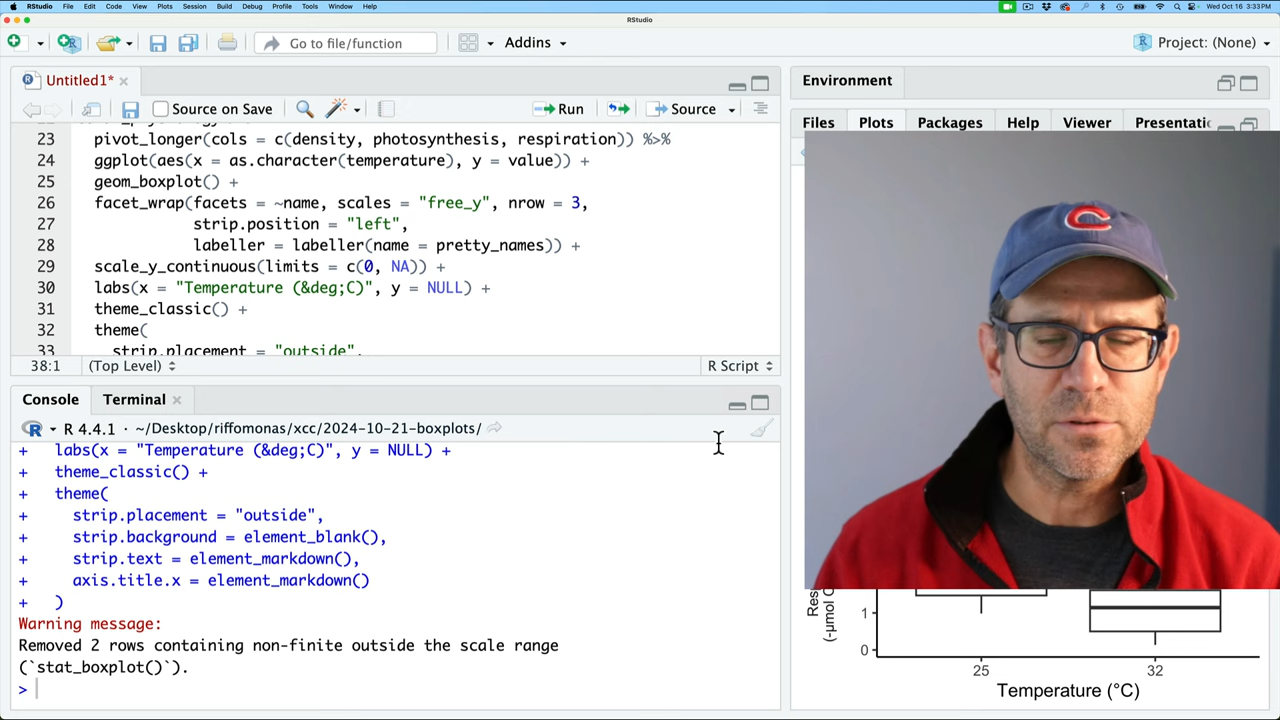 RStudio File Edit Code View Plots Session Build Debug Profile Tools Window Help Wed Oct 16 3:33PM
RStudio
Go to file/function Addins Project: (None)
Untitled1*
Source on Save Run Source
23 pivot_longer(cols = c(density, photosynthesis, respiration)) %>%
24 ggplot(aes(x = as.character(temperature), y = value)) +
25 geom_boxplot() +
26 facet_wrap(facets = ~name, scales = "free_y", nrow = 3,
27 strip.position = "left",
28 labeller = labeller(name = pretty_names)) +
29 scale_y_continuous(limits = c(0, NA)) +
30 labs(x = "Temperature (&deg;C)", y = NULL) +
31 theme_classic() +
32 theme(
33 strip.placement = "outside",
38:1 (Top Level) R Script
Console Terminal
R 4.4.1 · ~/Desktop/riffomonas/xcc/2024-10-21-boxplots/
+ labs(x = "Temperature (&deg;C)", y = NULL) +
+ theme_classic() +
+ theme(
+ strip.placement = "outside",
+ strip.background = element_blank(),
+ strip.text = element_markdown(),
+ axis.title.x = element_markdown()
+ )
Warning message:
Removed 2 rows containing non-finite outside the scale range
(`stat_boxplot()`).
>
Environment
Files Plots Packages Help Viewer Presentatio
C
Res
(-μmol C
1
0
25 32
Temperature (°C)